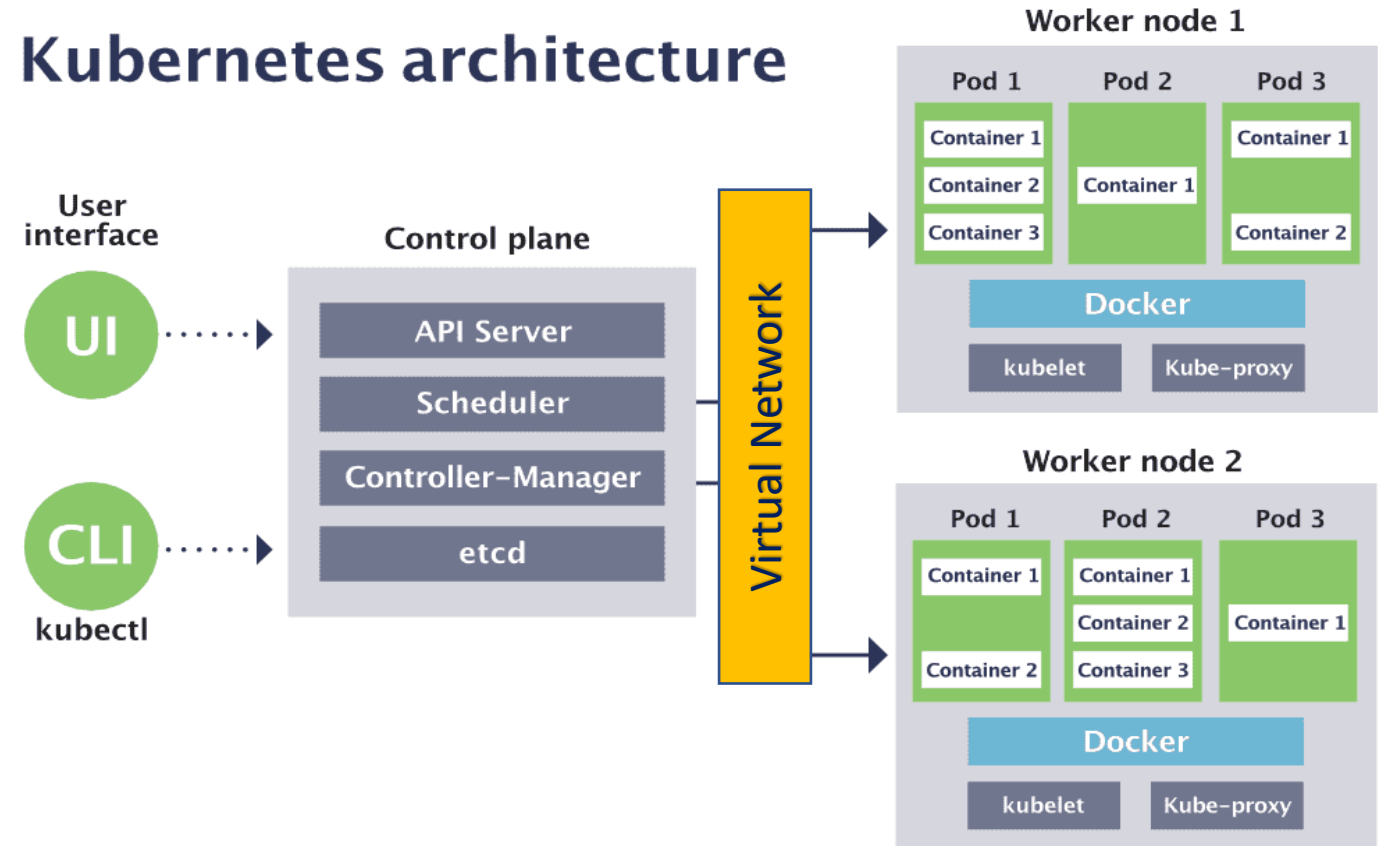 Kubernetes architecture
User
interface
UI
CLI
kubectl
Control plane
API Server
Scheduler
Controller-Manager
etcd
Virtual Network
Worker node 1
Pod 1
Container 1
Container 2
Container 3
Pod 2
Container 1
Pod 3
Container 1
Container 2
Docker
kubelet
Kube-proxy
Worker node 2
Pod 1
Container 1
Container 2
Pod 2
Container 1
Container 2
Container 3
Pod 3
Container 1
Docker
kubelet
Kube-proxy